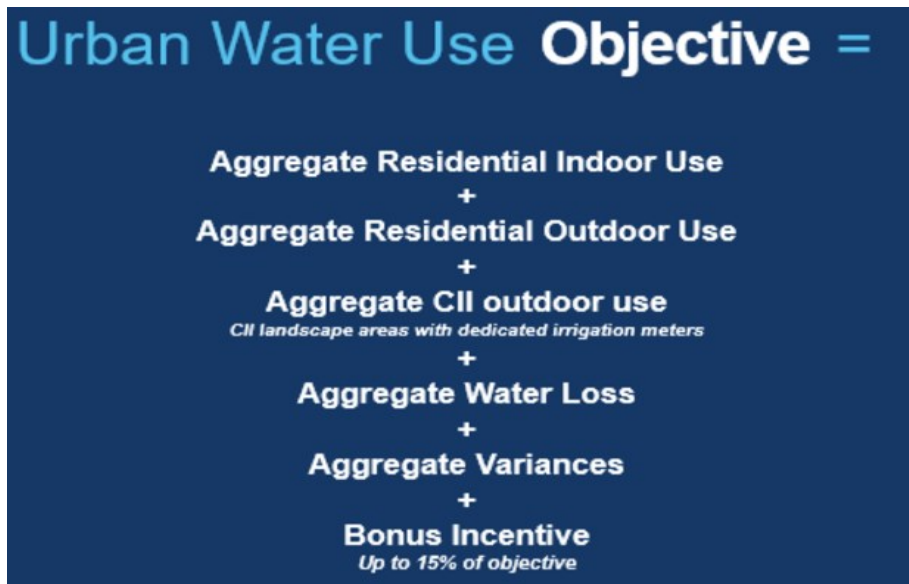 Urban Water Use Objective =
Aggregate Residential Indoor Use
+
Aggregate Residential Outdoor Use
+
Aggregate CII outdoor use
CII landscape areas with dedicated irrigation meters
+
Aggregate Water Loss
+
Aggregate Variances
+
Bonus Incentive
Up to 15% of objective